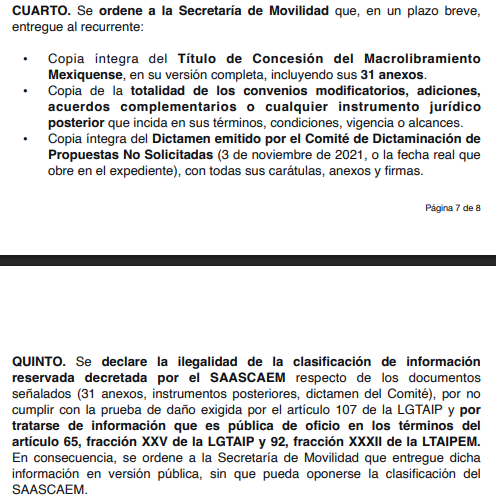 CUARTO. Se ordene a la Secretaría de Movilidad que, en un plazo breve,
entregue al recurrente:
• Copia íntegra del Título de Concesión del Macrolibramiento
Mexiquense, en su versión completa, incluyendo sus 31 anexos.
• Copia de la totalidad de los convenios modificatorios, adiciones,
acuerdos complementarios o cualquier instrumento jurídico
posterior que incida en sus términos, condiciones, vigencia o alcances.
• Copia íntegra del Dictamen emitido por el Comité de Dictaminación de
Propuestas No Solicitadas (3 de noviembre de 2021, o la fecha real que
obre en el expediente), con todas sus carátulas, anexos y firmas.
Página 7 de 8
QUINTO. Se declare la ilegalidad de la clasificación de información
reservada decretada por el SAASCAEM respecto de los documentos
señalados (31 anexos, instrumentos posteriores, dictamen del Comité), por no
cumplir con la prueba de daño exigida por el artículo 107 de la LGTAIP y por
tratarse de información que es pública de oficio en los términos del
artículo 65, fracción XXV de la LGTAIP y 92, fracción XXXII de la LTAIPEM.
En consecuencia, se ordene a la Secretaría de Movilidad que entregue dicha
información en versión pública, sin que pueda oponerse la clasificación del
SAASCAEM.